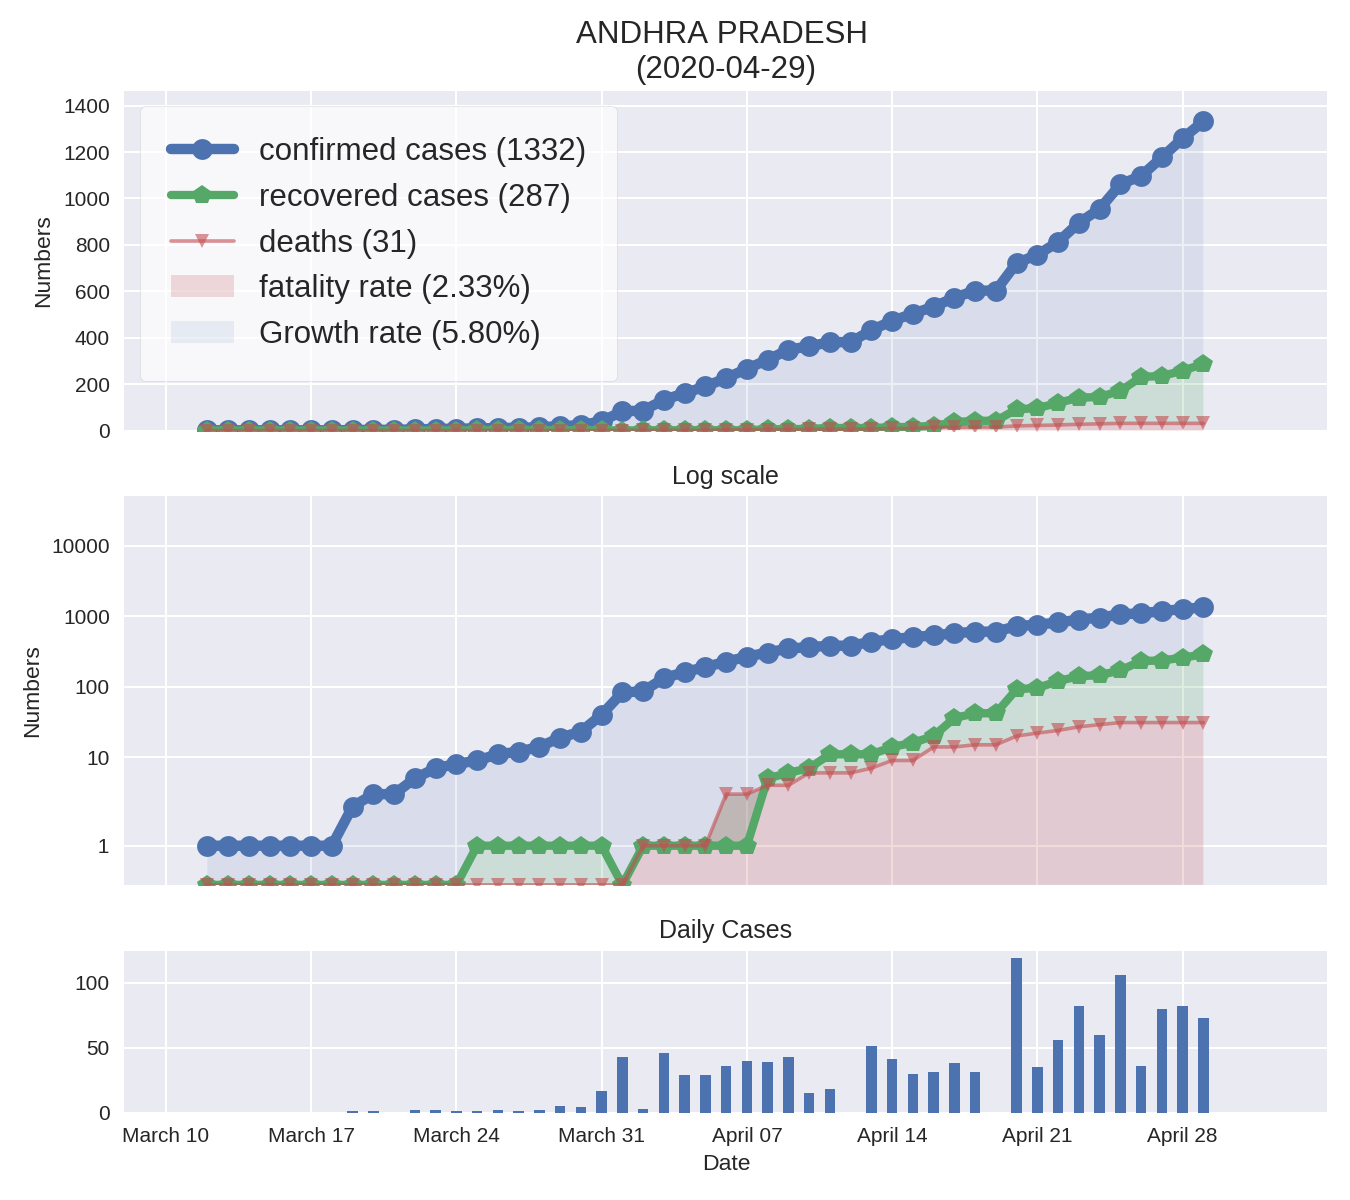 ANDHRA PRADESH
(2020-04-29)
Numbers
1400
1200
1000
800
600
400
200
0
confirmed cases (1332)
recovered cases (287)
deaths (31)
fatality rate (2.33%)
Growth rate (5.80%)
Log scale
Numbers
10000
1000
100
10
1
Daily Cases
100
50
0
March 10 March 17 March 24 March 31 April 07 April 14 April 21 April 28
Date